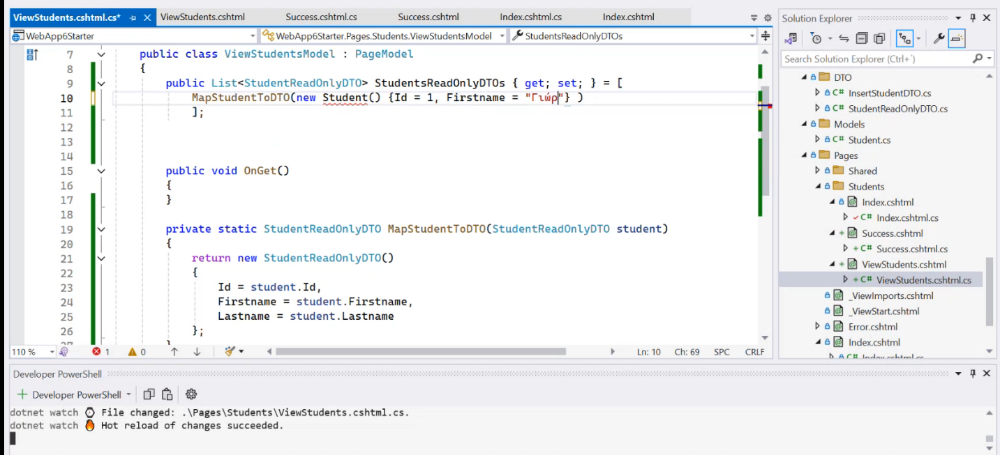 ViewStudents.cshtml.cs* ViewStudents.cshtml Success.cshtml.cs Success.cshtml Index.cshtml.cs Index.cshtml
WebApp6Starter WebApp6Starter.Pages.Students.ViewStudentsModel StudentsReadOnlyDTOs
7 public class ViewStudentsModel : PageModel
8 {
9 public List<StudentReadOnlyDTO> StudentsReadOnlyDTOs { get; set; } = [
10 MapStudentToDTO(new Student() {Id = 1, Firstname = "Γιώρ"} )
11 ];
12
13
14
15 public void OnGet()
16 {
17 }
18
19 private static StudentReadOnlyDTO MapStudentToDTO(StudentReadOnlyDTO student)
20 {
21 return new StudentReadOnlyDTO()
22 {
23 Id = student.Id,
24 Firstname = student.Firstname,
25 Lastname = student.Lastname
26 };
110 % 1 0 Ln: 10 Ch: 69 SPC CRLF
Solution Explorer
Search Solution Explorer (Ctrl+΄)
DTO
C# InsertStudentDTO.cs
C# StudentReadOnlyDTO.cs
Models
C# Student.cs
Pages
Shared
Students
Index.cshtml
C# Index.cshtml.cs
Success.cshtml
C# Success.cshtml.cs
ViewStudents.cshtml
C# ViewStudents.cshtml.cs
_ViewImports.cshtml
_ViewStart.cshtml
Error.cshtml
Index.cshtml
C# Index.cshtml.cs
Developer PowerShell
Developer PowerShell
dotnet watch File changed: .\Pages\Students\ViewStudents.cshtml.cs.
dotnet watch Hot reload of changes succeeded.